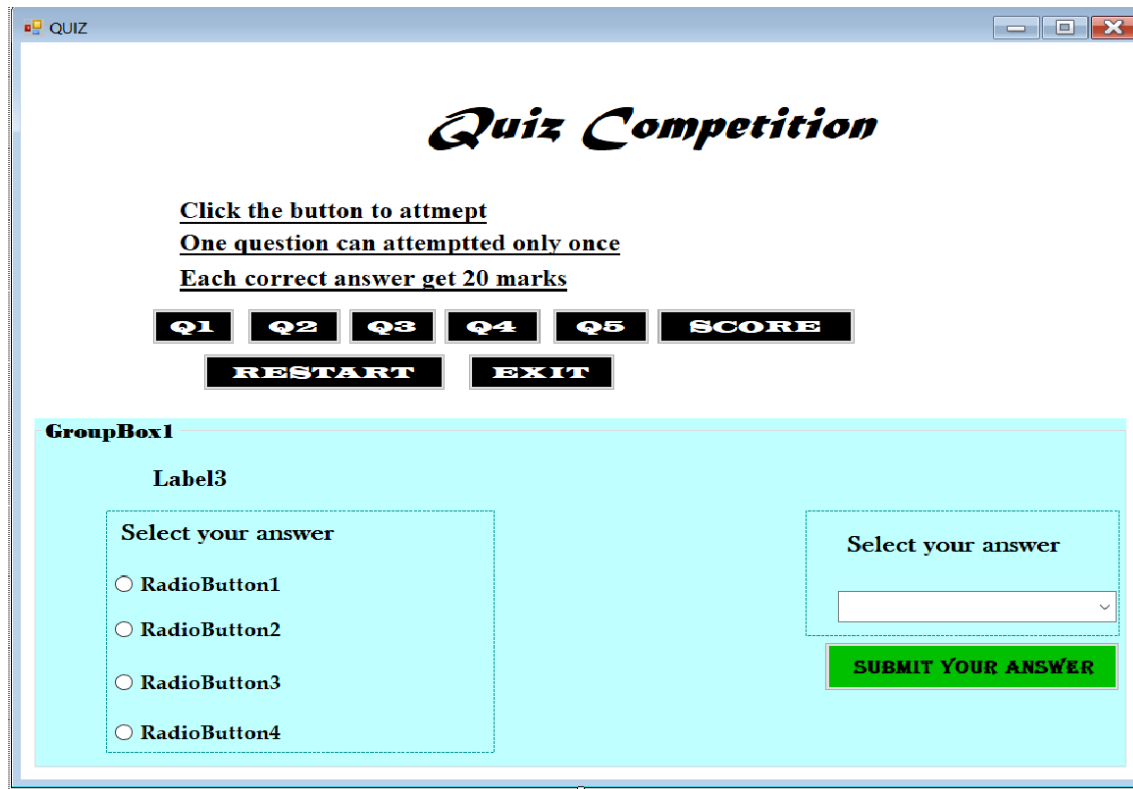 QUIZ
Quiz Competition
Click the button to attmept
One question can attemptted only once
Each correct answer get 20 marks
Q1 Q2 Q3 Q4 Q5 SCORE
RESTART EXIT
GroupBox1
Label3
Select your answer
Select your answer
RadioButton1
RadioButton2
RadioButton3
RadioButton4
SUBMIT YOUR ANSWER